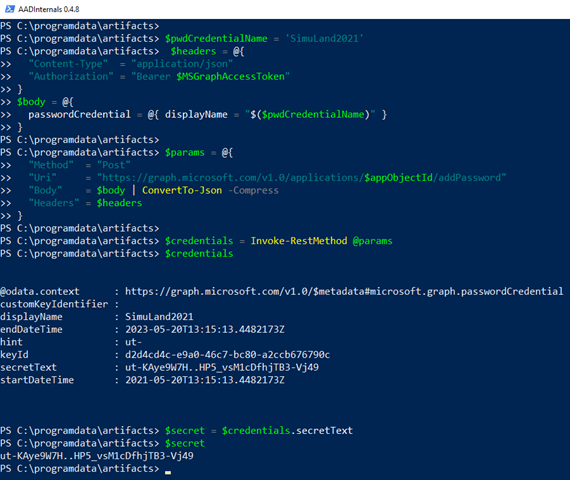 AADInternals 0.4.8
PS C:\programdata\artifacts>
PS C:\programdata\artifacts> $pwdCredentialName = 'SimuLand2021'
PS C:\programdata\artifacts>  $headers = @{
>>   "Content-Type"  = "application/json"
>>   "Authorization" = "Bearer $MSGraphAccessToken"
>> }
>> $body = @{
>>   passwordCredential = @{ displayName = "$($pwdCredentialName)" }
>> }
PS C:\programdata\artifacts>
PS C:\programdata\artifacts> $params = @{
>>   "Method"  = "Post"
>>   "Uri"     = "https://graph.microsoft.com/v1.0/applications/$appObjectId/addPassword"
>>   "Body"    = $body | ConvertTo-Json -Compress
>>   "Headers" = $headers
>> }
PS C:\programdata\artifacts> $credentials = Invoke-RestMethod @params
PS C:\programdata\artifacts> $credentials
@odata.context      : https://graph.microsoft.com/v1.0/$metadata#microsoft.graph.passwordCredential
customKeyIdentifier :
displayName         : SimuLand2021
endDateTime         : 2023-05-20T13:15:13.4482173Z
hint                : ut-
keyId               : d2d4cd4c-e9a0-46c7-bc80-a2ccb676790c
secretText          : ut-KAye9W7H..HP5_vsM1cDfhjTB3-Vj49
startDateTime       : 2021-05-20T13:15:13.4482173Z
PS C:\programdata\artifacts> $secret = $credentials.secretText
PS C:\programdata\artifacts> $secret
ut-KAye9W7H..HP5_vsM1cDfhjTB3-Vj49
PS C:\programdata\artifacts>